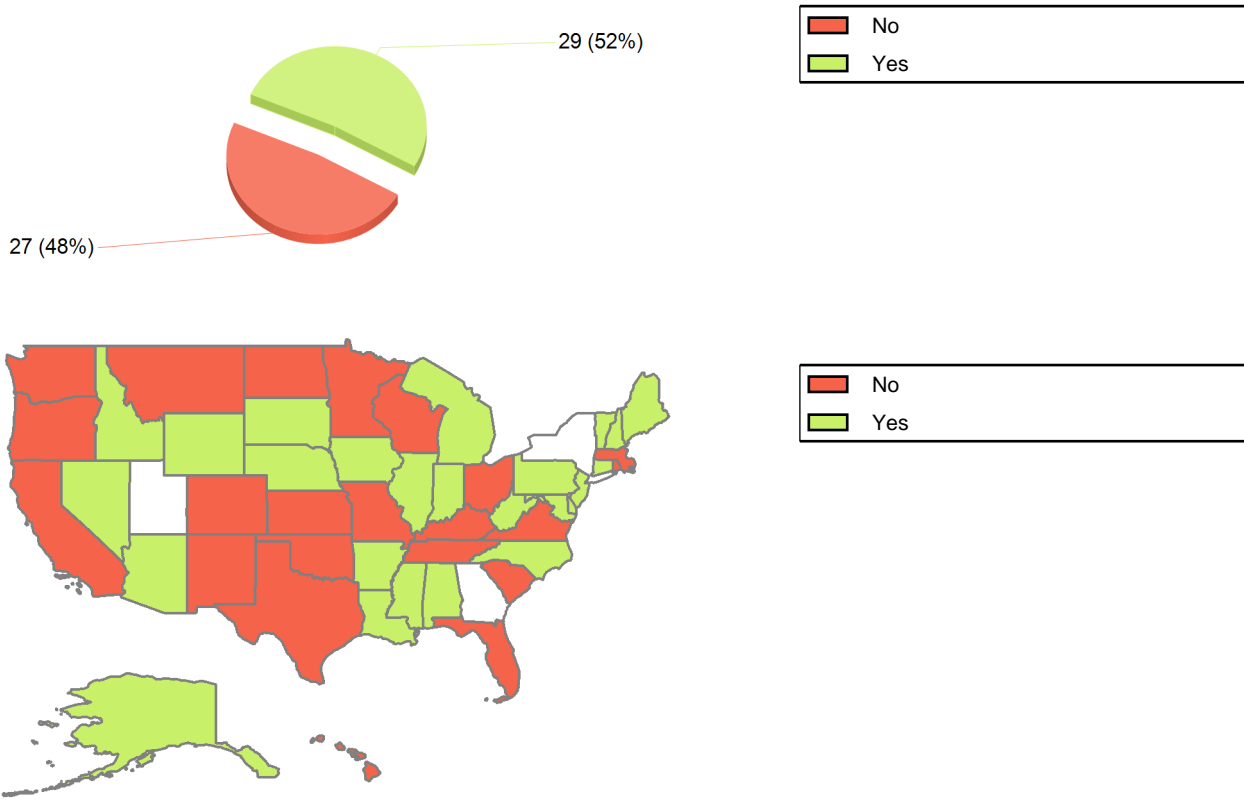 29 (52%)
No
Yes
27 (48%)
No
Yes